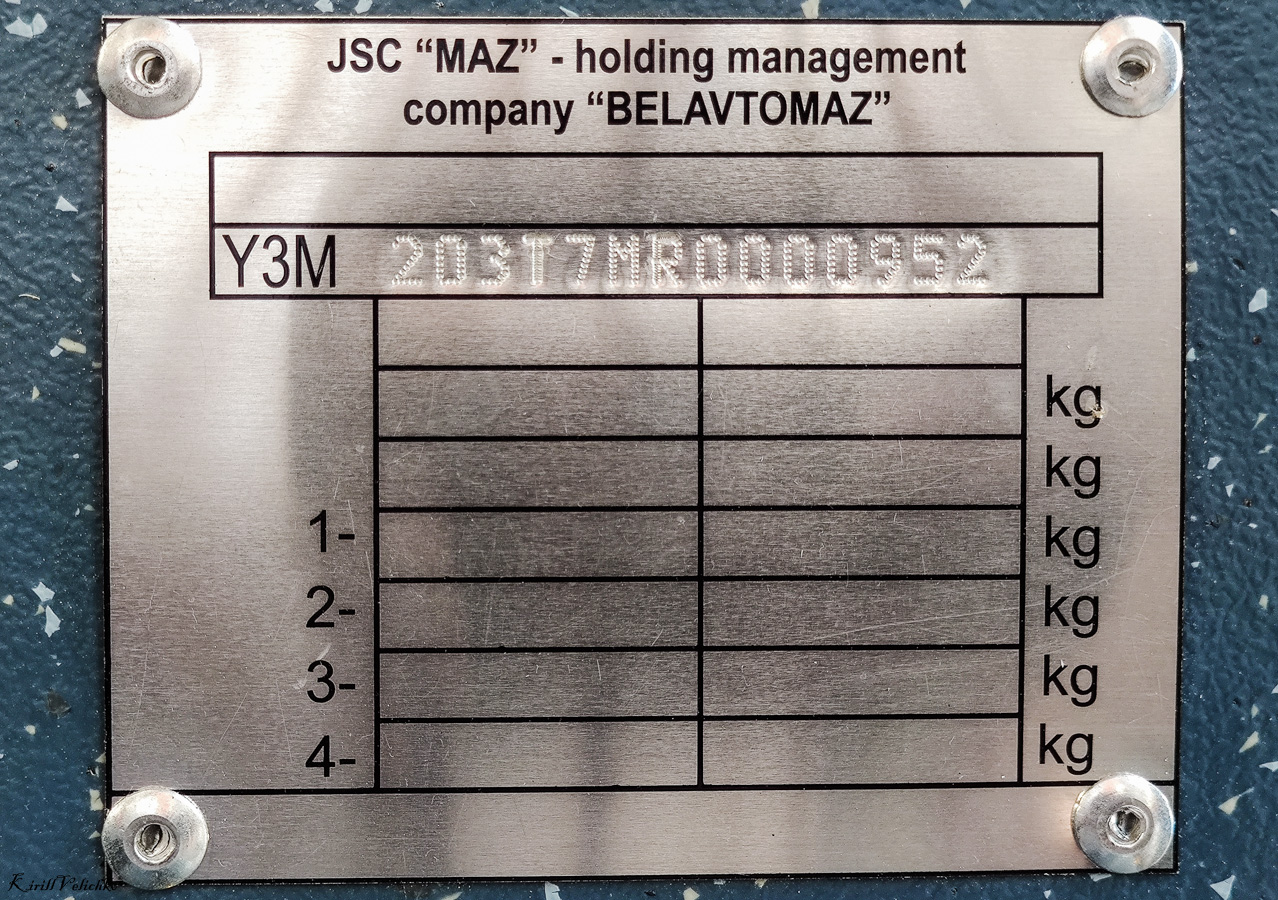 JSC “MAZ” - holding management
company “BELAVTOMAZ”
Y3M 203T7MR0000952
kg
kg
1- kg
2- kg
3- kg
4- kg
Kirill Velichko